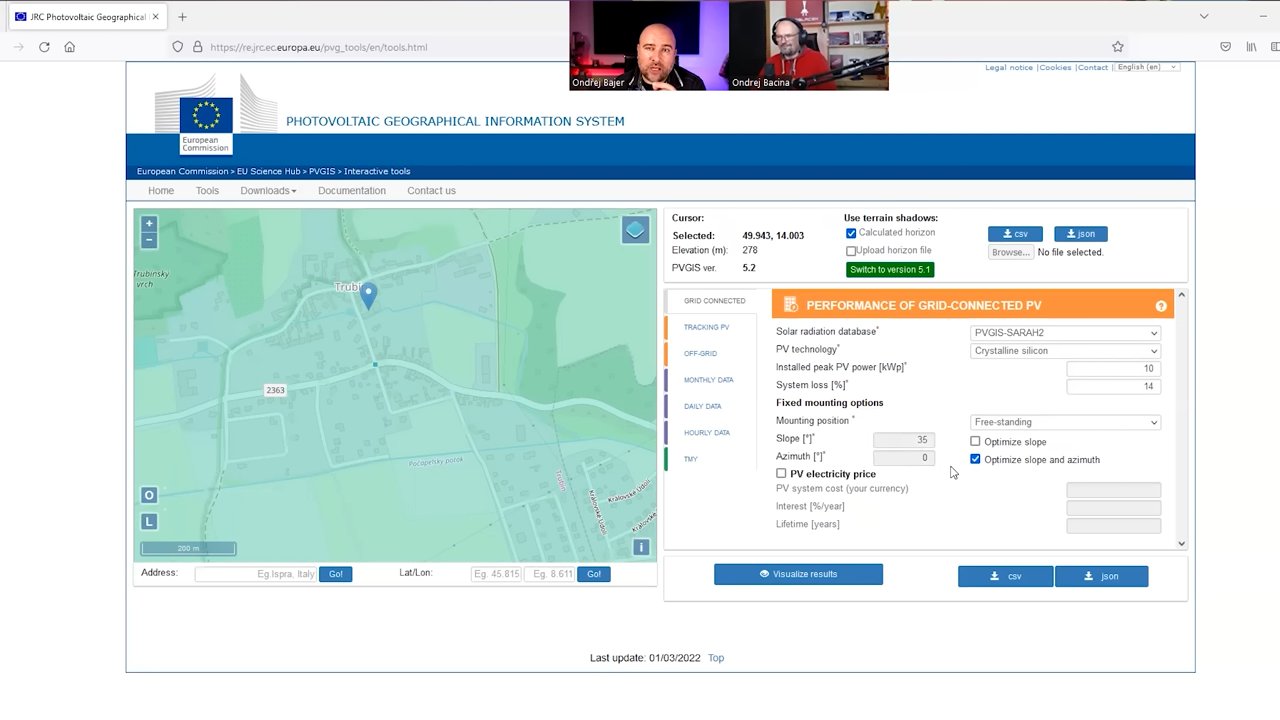 JRC Photovoltaic Geographical I
https://re.jrc.ec.europa.eu/pvg_tools/en/tools.html
Ondřej Bajer
Ondrej Bacina
Legal notice |Cookies |Contact |English (en)
European
Commission
PHOTOVOLTAIC GEOGRAPHICAL INFORMATION SYSTEM
European Commission > EU Science Hub > PVGIS > Interactive tools
Home Tools Downloads Documentation Contact us
+
−
Trubínský
vrch
2363
Počapelský potok
Trubín
Královské Údolí
O
L
200 m
i
Address: Eg.Ispra, Italy Go! Lat/Lon: Eg. 45.815 Eg. 8.611 Go!
Cursor:
Selected: 49.943, 14.003
Elevation (m): 278
PVGIS ver. 5.2
Use terrain shadows:
Calculated horizon
Upload horizon file
Switch to version 5.1
csv json
Browse... No file selected.
GRID CONNECTED
TRACKING PV
OFF-GRID
MONTHLY DATA
DAILY DATA
HOURLY DATA
TMY
PERFORMANCE OF GRID-CONNECTED PV ?
Solar radiation database* PVGIS-SARAH2
PV technology* Crystalline silicon
Installed peak PV power [kWp]* 10
System loss [%]* 14
Fixed mounting options
Mounting position * Free-standing
Slope [°]* 35 Optimize slope
Azimuth [°]* 0 Optimize slope and azimuth
PV electricity price
PV system cost (your currency)
Interest [%/year]
Lifetime [years]
Visualize results csv json
Last update: 01/03/2022 Top